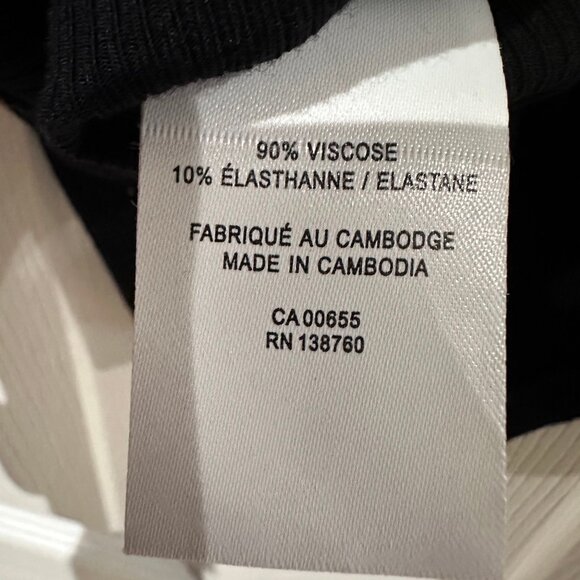 90% VISCOSE
10% ÉLASTHANNE / ELASTANE
FABRIQUÉ AU CAMBODGE
MADE IN CAMBODIA
CA 00655
RN 138760